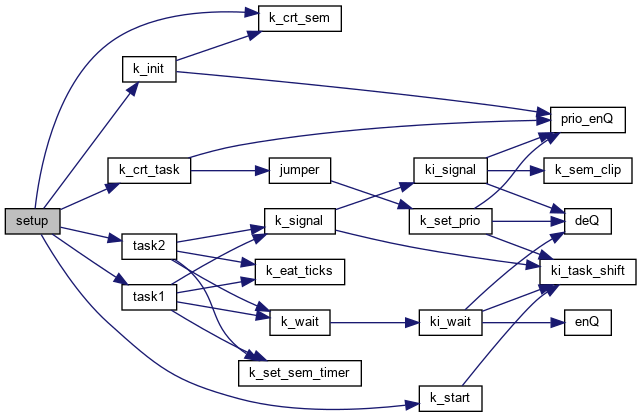 k_crt_sem
k_init
prio_enQ
k_crt_task
jumper
ki_signal
k_sem_clip
setup
task2
k_signal
k_set_prio
deQ
k_eat_ticks
ki_task_shift
task1
k_wait
ki_wait
enQ
k_set_sem_timer
k_start